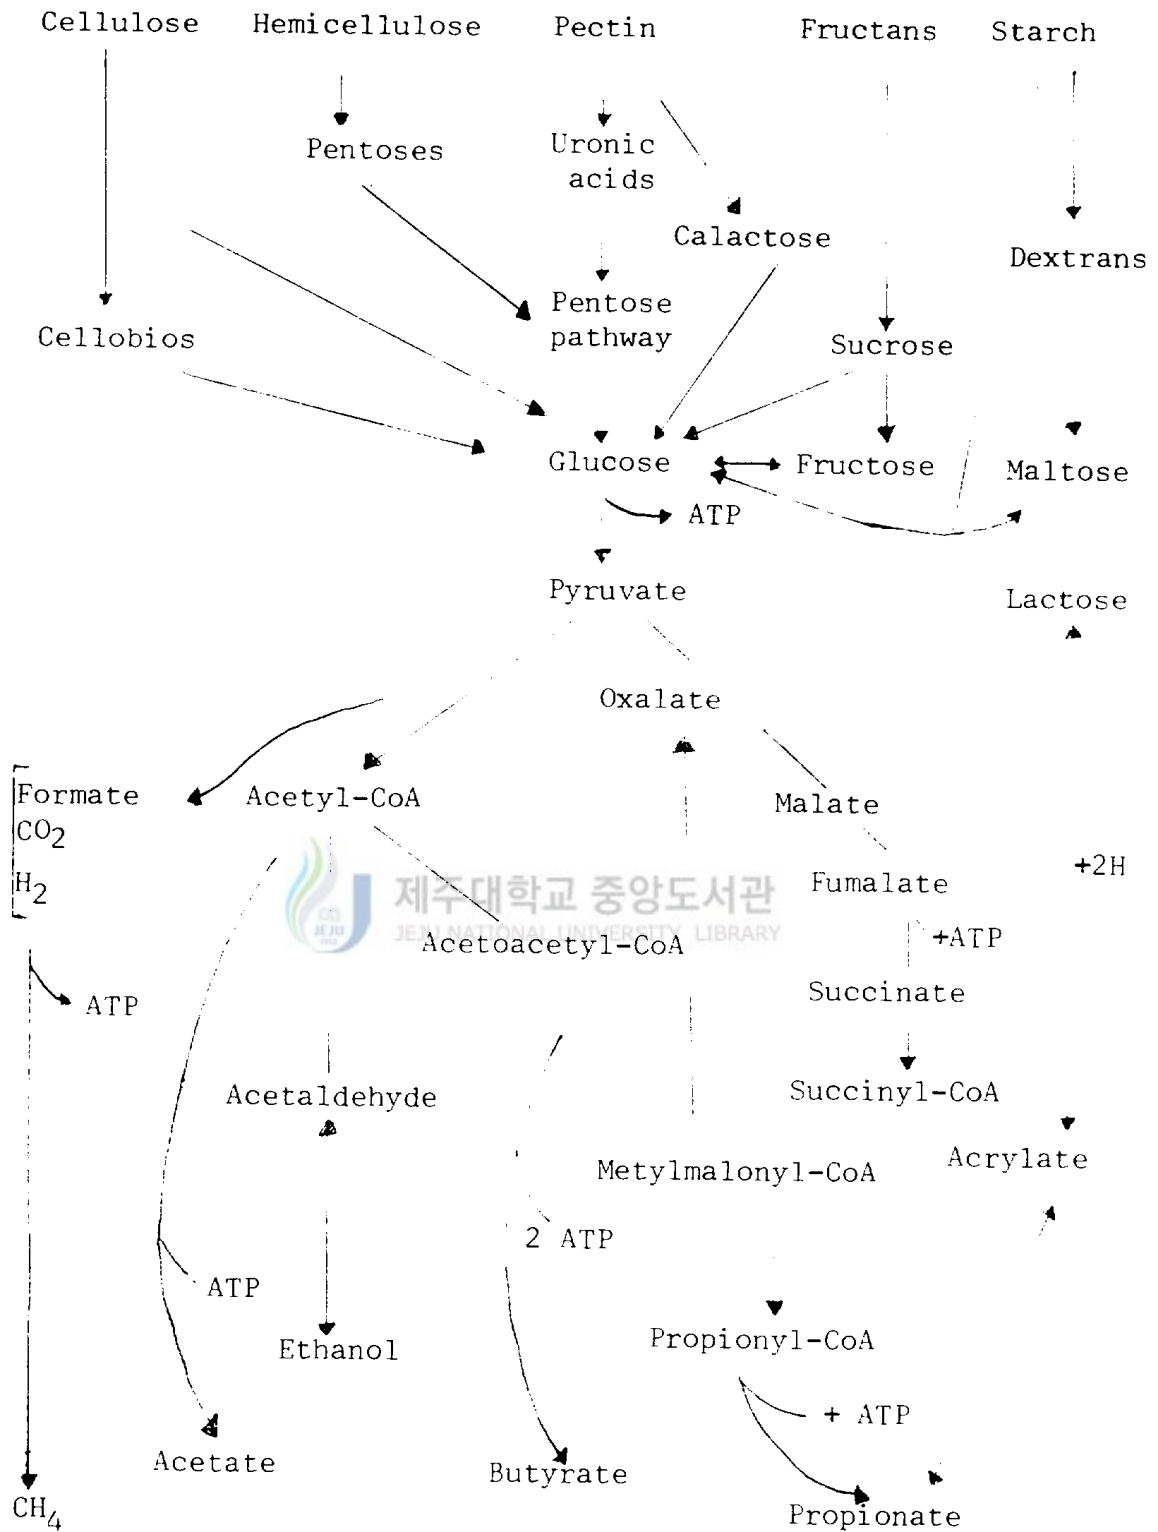 Cellulose Hemicellulose Pectin Fructans Starch
Pentoses
Uronic
acids
Calactose
Dextrans
Pentose
pathway
Cellobios
Sucrose
Glucose Fructose Maltose
ATP
Pyruvate
Lactose
Oxalate
Formate Acetyl-CoA Malate
CO2
H2
+2H
Fumalate
제주대학교 중앙도서관
JEJU NATIONAL UNIVERSITY LIBRARY
JEJU
1952
Acetoacetyl-CoA
+ATP
ATP
Succinate
Acetaldehyde
Succinyl-CoA
Metylmalonyl-CoA Acrylate
2 ATP
ATP
Ethanol
Propionyl-CoA
+ ATP
Acetate
Butyrate
CH4
Propionate